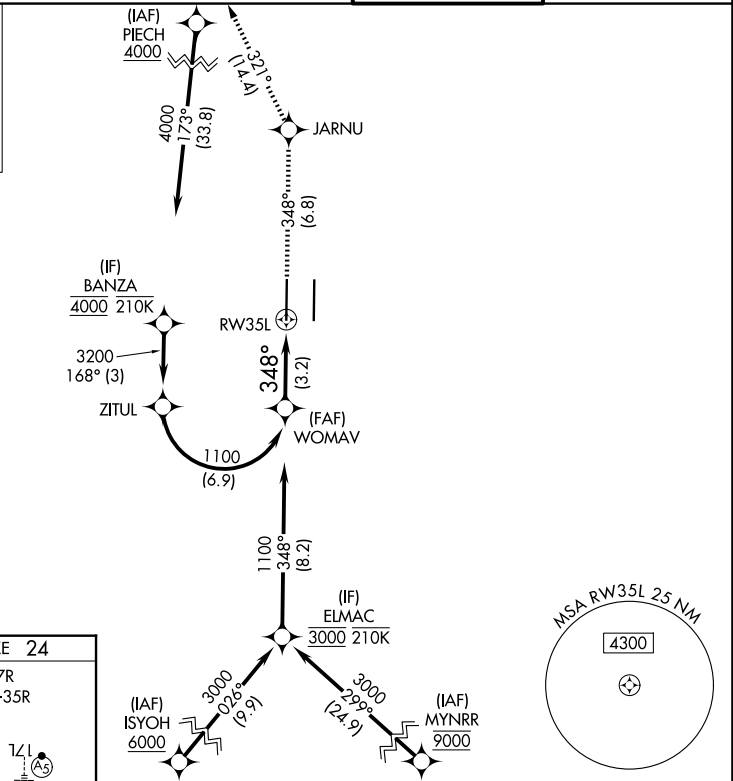 (IAF)
PIECH
4000
4000
173°
(33.8)
321°
(14.4)
JARNU
348°
(6.8)
(IF)
BANZA
4000 210K
RW35L
3200
168° (3)
348°
(3.2)
ZITUL
(FAF)
WOMAV
1100
(6.9)
1100
348°
(8.2)
(IF)
ELMAC
3000 210K
MSA RW35L 25 NM
4300
24
3000
026°
(9.9)
3000
299°
(24.9)
(IAF)
ISYOH
6000
(IAF)
MYNRR
9000
17L
A5